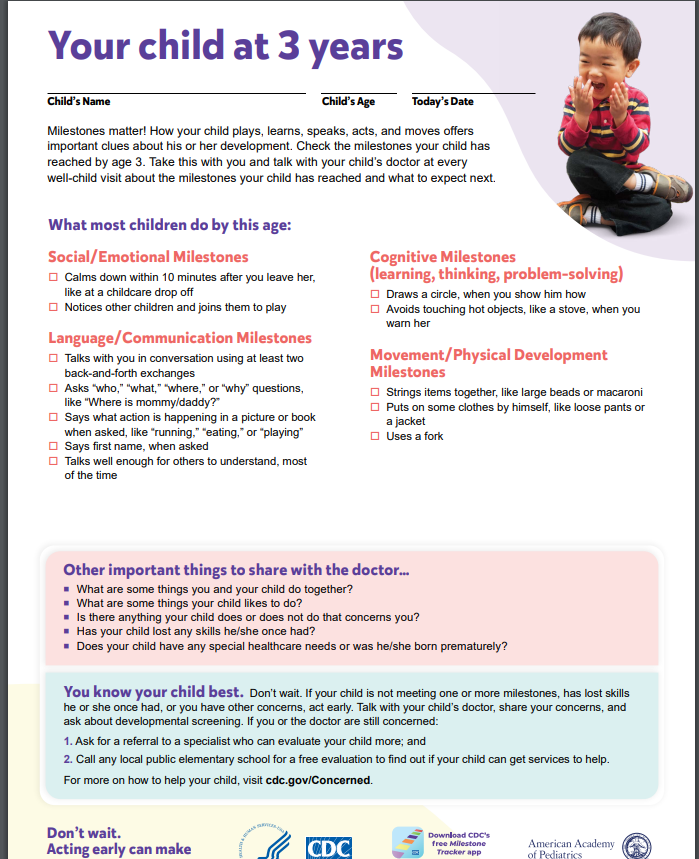 Your child at 3 years
Child's Name
Child's Age
Today's Date
Milestones matter! How your child plays, learns, speaks, acts, and moves offers
important clues about his or her development. Check the milestones your child has
reached by age 3. Take this with you and talk with your child's doctor at every
well-child visit about the milestones your child has reached and what to expect next.
What most children do by this age:
Social/Emotional Milestones
Calms down within 10 minutes after you leave her,
like at a childcare drop off
Notices other children and joins them to play
Language/Communication Milestones
Talks with you in conversation using at least two
back-and-forth exchanges
Asks "who," "what," "where," or "why" questions,
like "Where is mommy/daddy?"
Says what action is happening in a picture or book
when asked, like "running," "eating," or "playing"
Says first name, when asked
Talks well enough for others to understand, most
of the time
Cognitive Milestones
(learning, thinking, problem-solving)
Draws a circle, when you show him how
Avoids touching hot objects, like a stove, when you
warn her
Movement/Physical Development
Milestones
Strings items together, like large beads or macaroni
Puts on some clothes by himself, like loose pants or
a jacket
Uses a fork
Other important things to share with the doctor...
What are some things you and your child do together?
What are some things your child likes to do?
Is there anything your child does or does not do that concerns you?
Has your child lost any skills he/she once had?
Does your child have any special healthcare needs or was he/she born prematurely?
You know your child best. Don't wait. If your child is not meeting one or more milestones, has lost skills
he or she once had, or you have other concerns, act early. Talk with your child's doctor, share your concerns, and
ask about developmental screening. If you or the doctor are still concerned:
1. Ask for a referral to a specialist who can evaluate your child more; and
2. Call any local public elementary school for a free evaluation to find out if your child can get services to help.
For more on how to help your child, visit cdc.gov/Concerned.
Don't wait.
Acting early can make
CDC
Download CDC's
free Milestone
Tracker app
American Academy
of Pediatrics